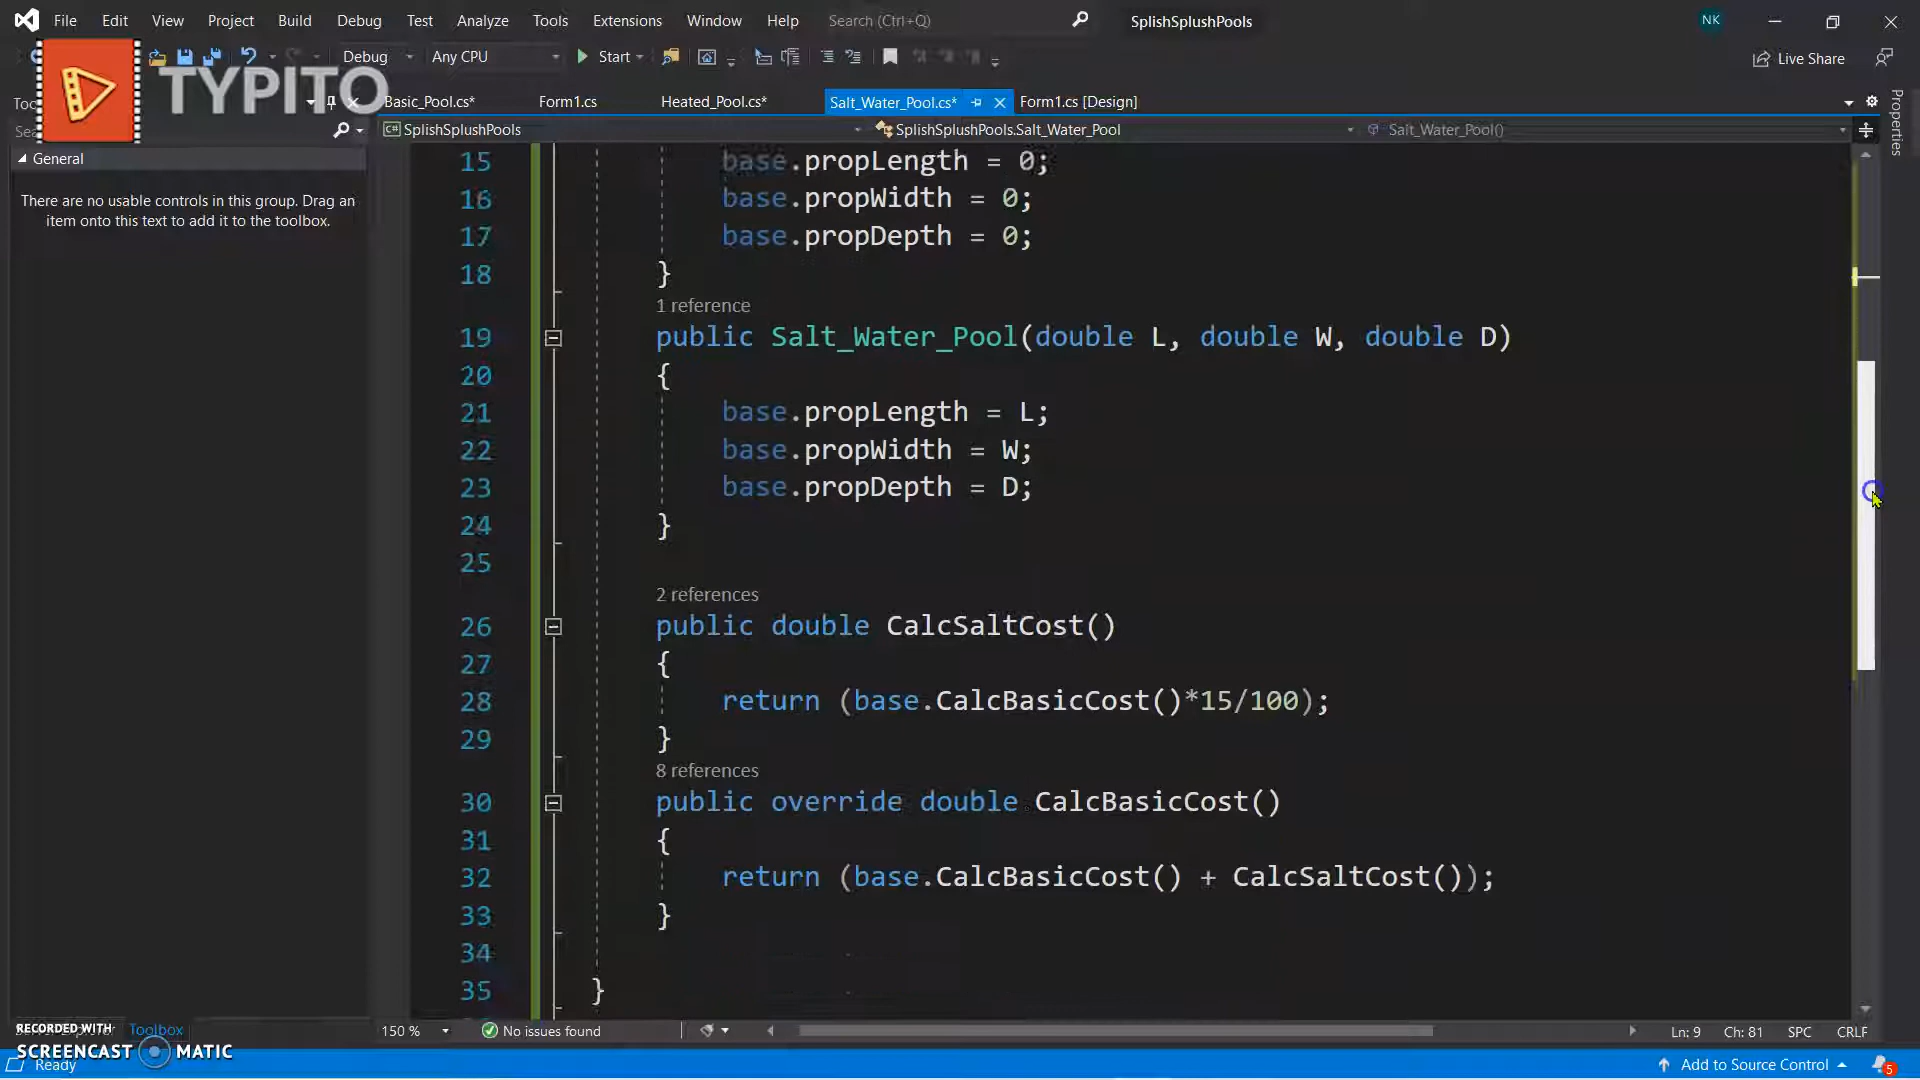 File Edit View Project Build Debug Test Analyze Tools Extensions Window Help Search (Ctrl+Q) SplishSplushPools NK
Debug Any CPU Start Live Share
TYPITO
Basic_Pool.cs* Form1.cs Heated_Pool.cs* Salt_Water_Pool.cs* Form1.cs [Design]
SplishSplushPools SplishSplushPools.Salt_Water_Pool Salt_Water_Pool()
Properties
General
There are no usable controls in this group. Drag an
item onto this text to add it to the toolbox.
15 base.propLength = 0;
16 base.propWidth = 0;
17 base.propDepth = 0;
18 }
1 reference
19 public Salt_Water_Pool(double L, double W, double D)
20 {
21 base.propLength = L;
22 base.propWidth = W;
23 base.propDepth = D;
24 }
25
2 references
26 public double CalcSaltCost()
27 {
28 return (base.CalcBasicCost()*15/100);
29 }
8 references
30 public override double CalcBasicCost()
31 {
32 return (base.CalcBasicCost() + CalcSaltCost());
33 }
34
35 }
RECORDED WITH
SCREENCAST MATIC
Toolbox
150 % No issues found Ln: 9 Ch: 81 SPC CRLF
Ready Add to Source Control 5